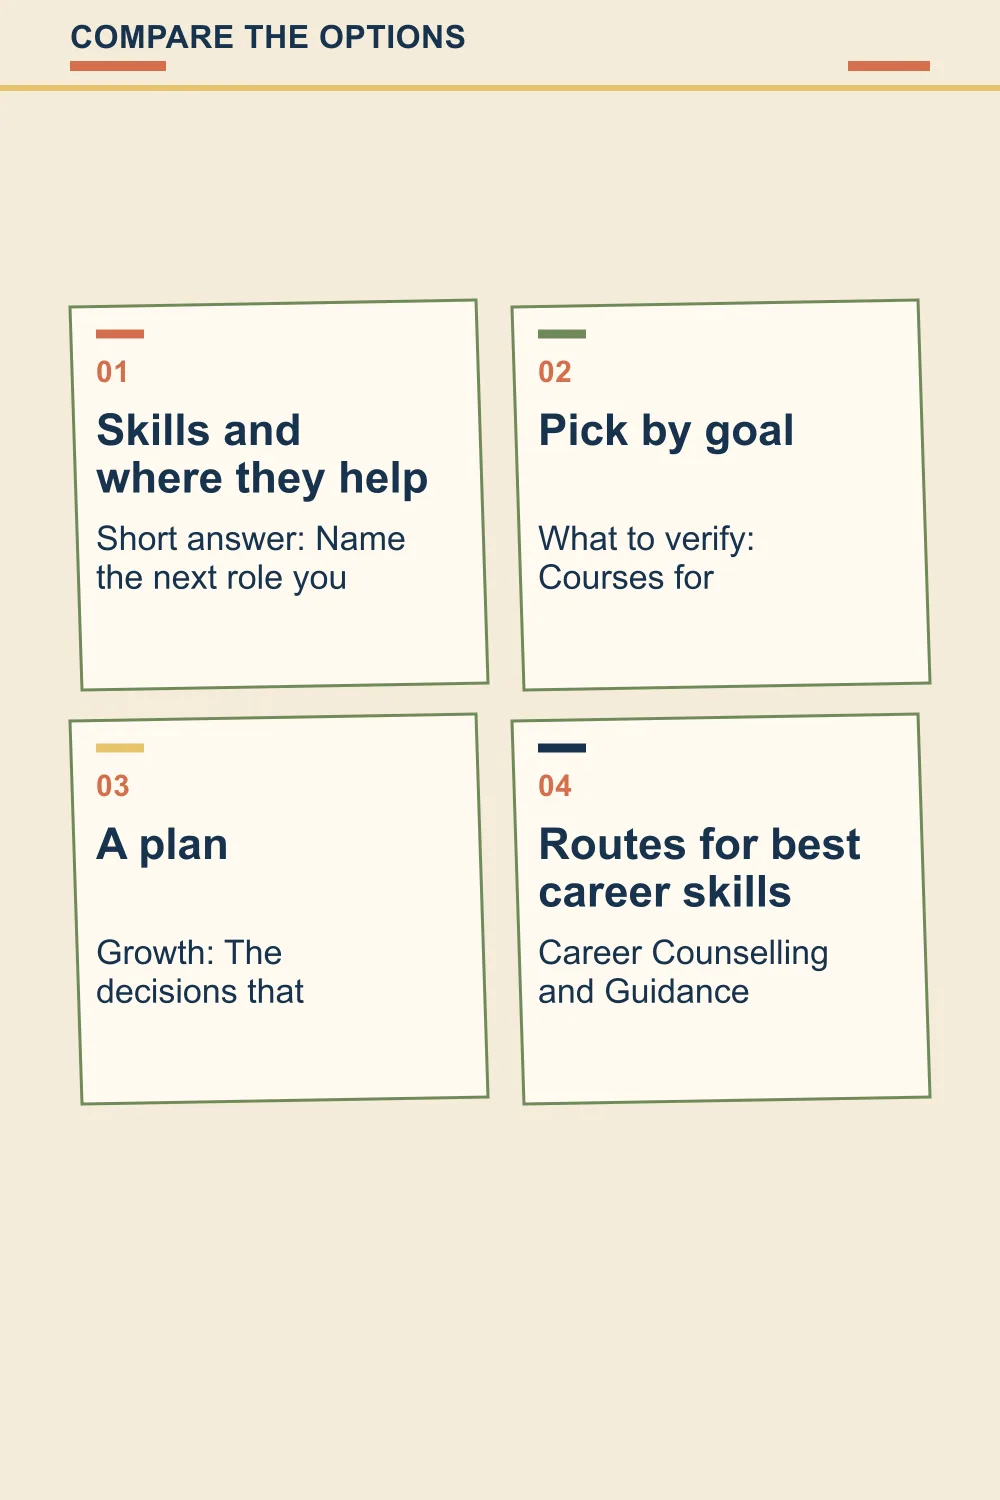 COMPARE THE OPTIONS
01
Skills and
where they help
Short answer: Name
the next role you
02
Pick by goal
What to verify:
Courses for
03
A plan
Growth: The
decisions that
04
Routes for best
career skills
Career Counselling
and Guidance